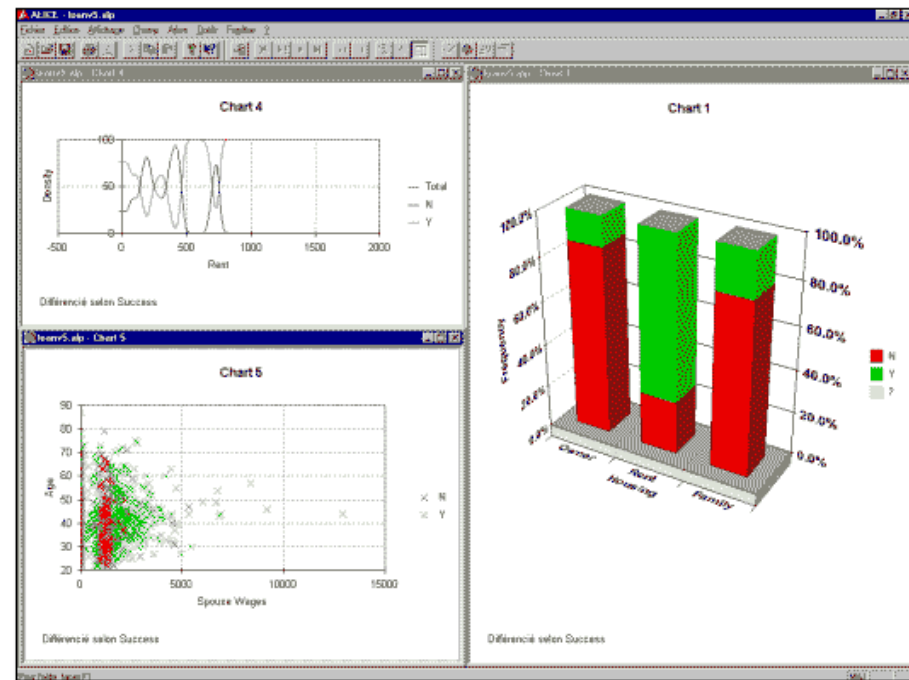 ALICE - loanv5.alp
Fichier Edition Affichage Champ Arbre Outils Fenêtre ?
Chart 4
100
50
0
Density
-500 0 500 1000 1500 2000
Rent
Total
N
Y
Différencié selon Success
loanv5.alp - Chart 5
Chart 5
90
80
70
60
50
40
30
20
Age
0 5000 10000 15000
Spouse Wages
N
Y
Différencié selon Success
Chart 1
100.0%
80.0%
60.0%
40.0%
20.0%
0.0%
Frequency
100.0%
80.0%
60.0%
40.0%
20.0%
0.0%
Owner Rent Family
Housing
N
Y
?
Différencié selon Success